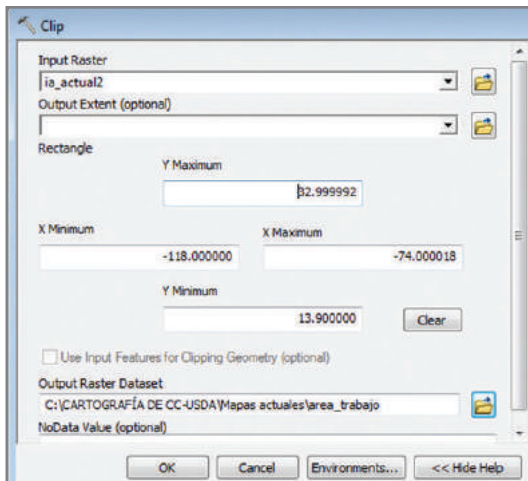 Clip
Input Raster
ia_actual2
Output Extent (optional)
Rectangle
Y Maximum
32.999992
X Minimum
X Maximum
-118.000000
-74.000018
Y Minimum
13.900000
Clear
Use Input Features for Clipping Geometry (optional)
Output Raster Dataset
C:\CARTOGRAFÍA DE CC-USDA\Mapas actuales\area_trabajo
NoData Value (optional)
OK
Cancel
Environments...
<< Hide Help